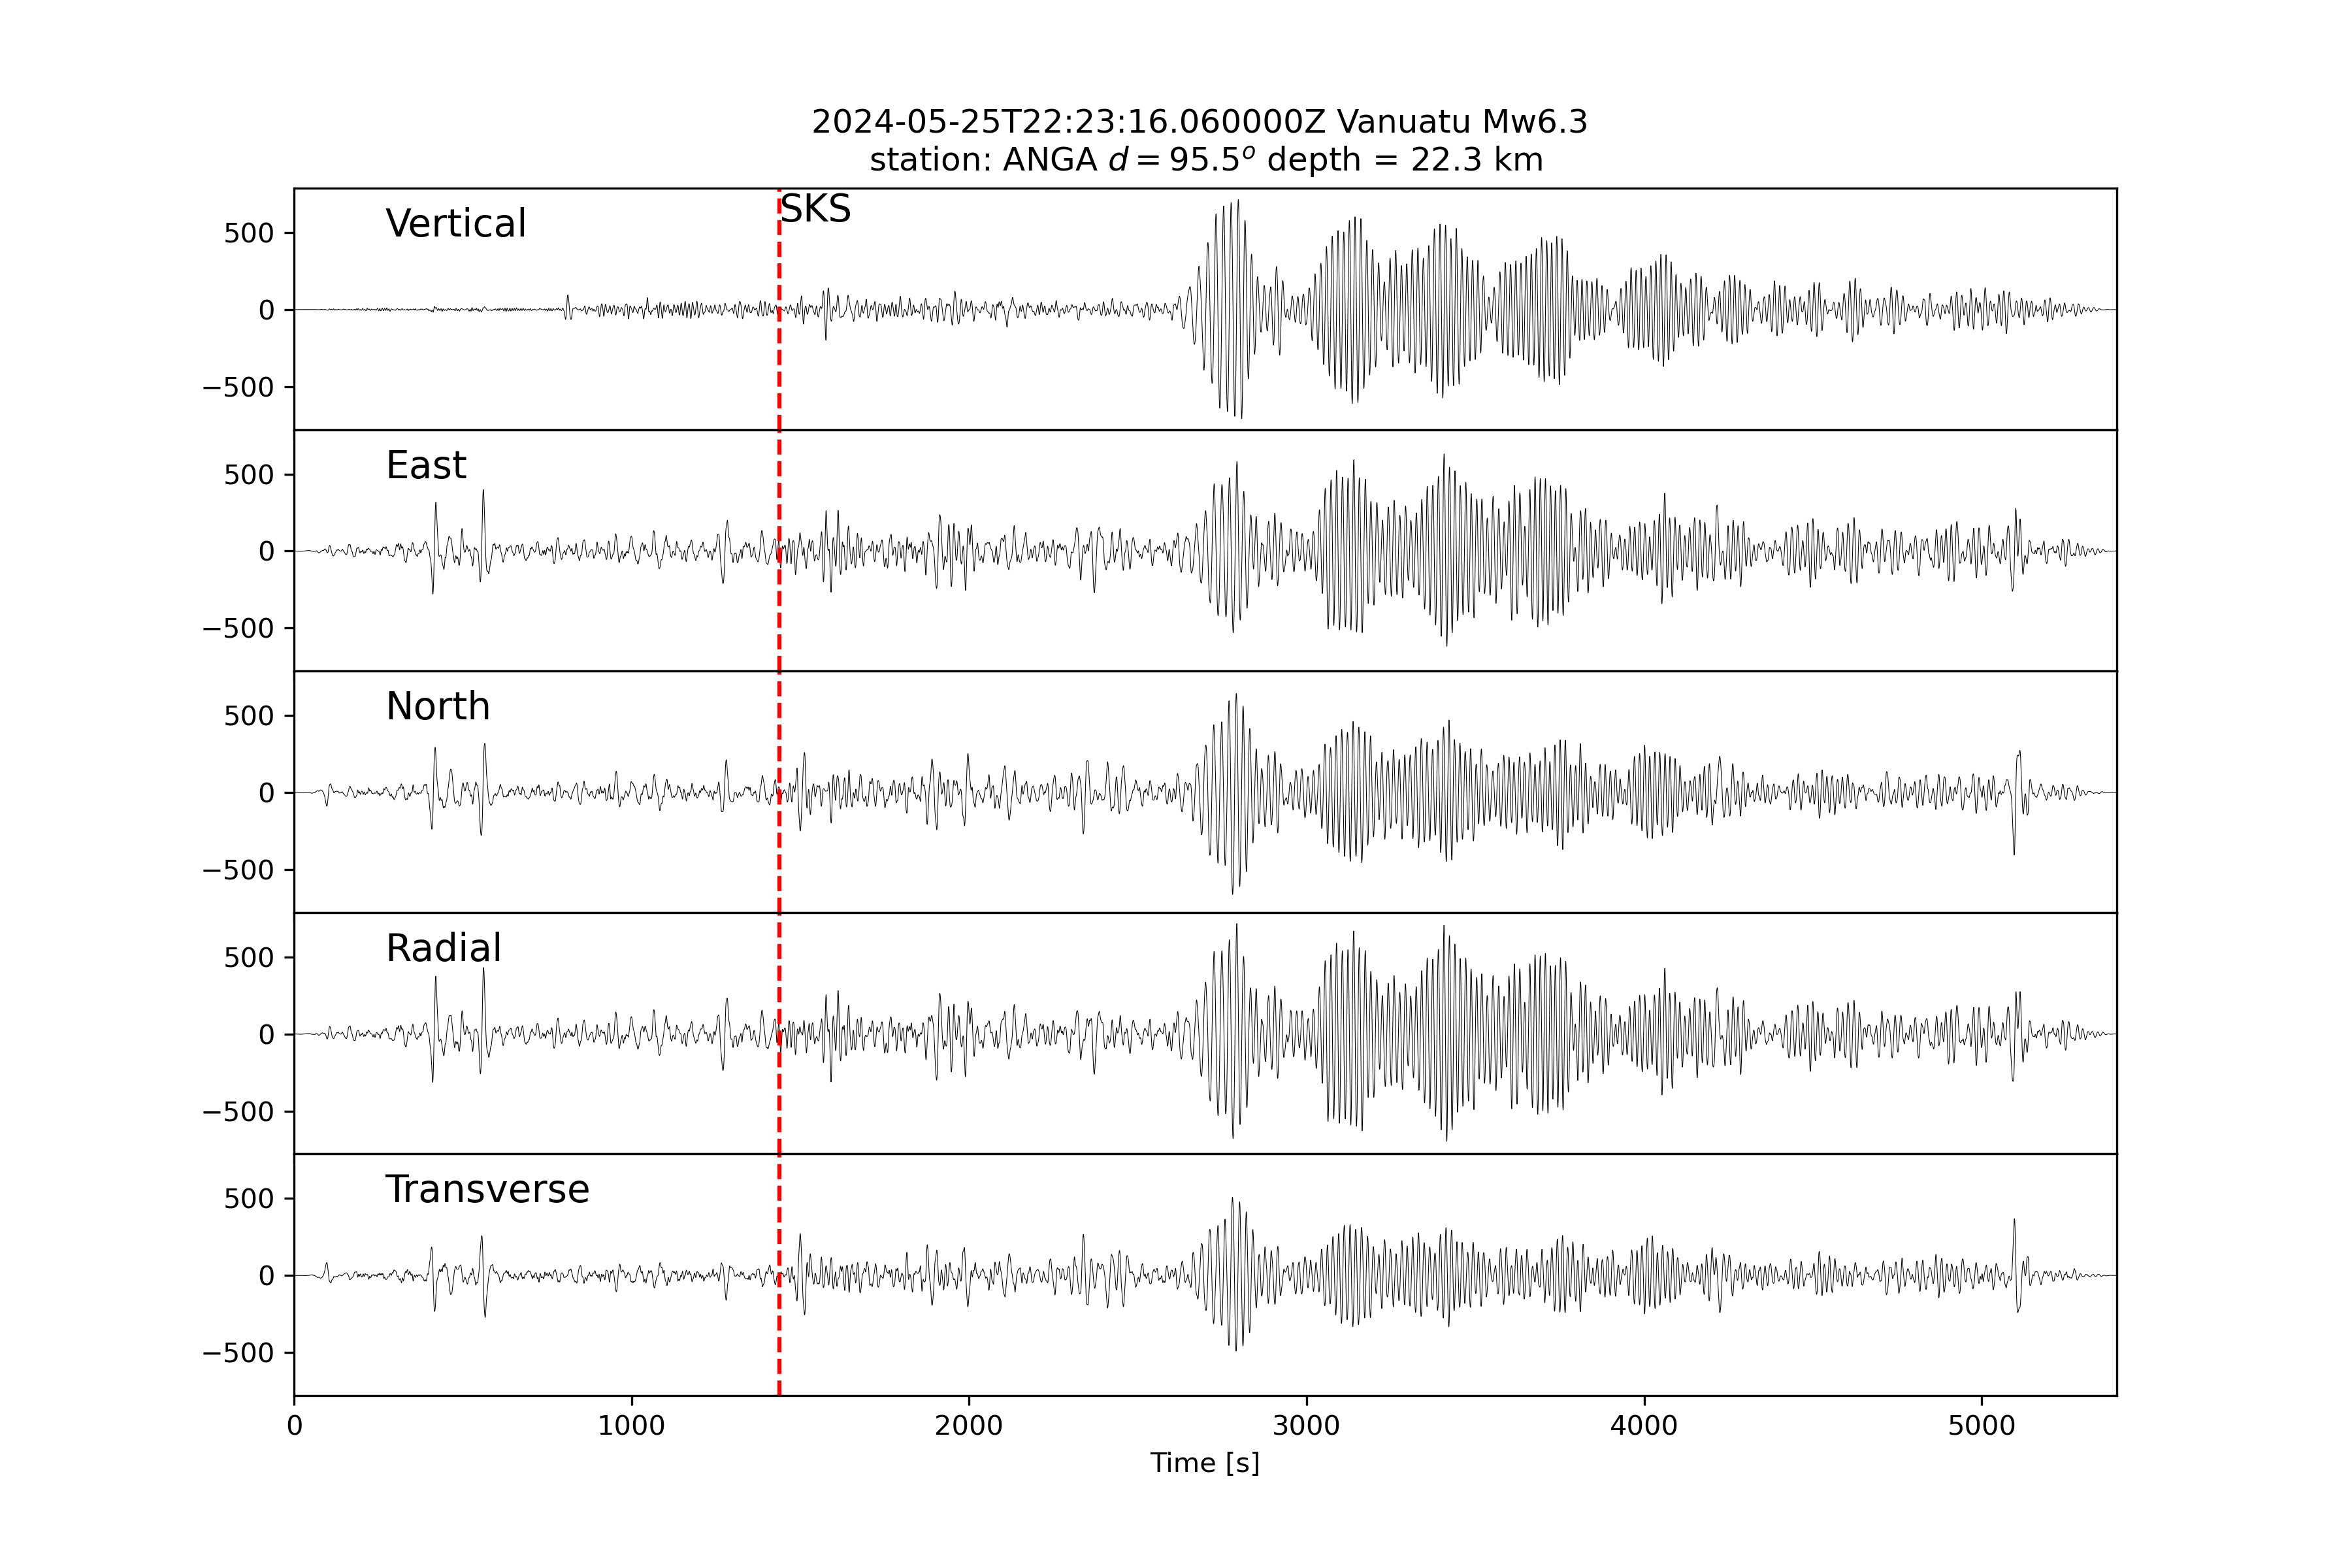 2024-05-25T22:23:16.060000Z Vanuatu Mw6.3
station: ANGA d = 95.5° depth = 22.3 km
SKS
Vertical
500
0
−500
East
500
0
−500
North
500
0
−500
Radial
500
0
−500
Transverse
500
0
−500
0 1000 2000 3000 4000 5000
Time [s]